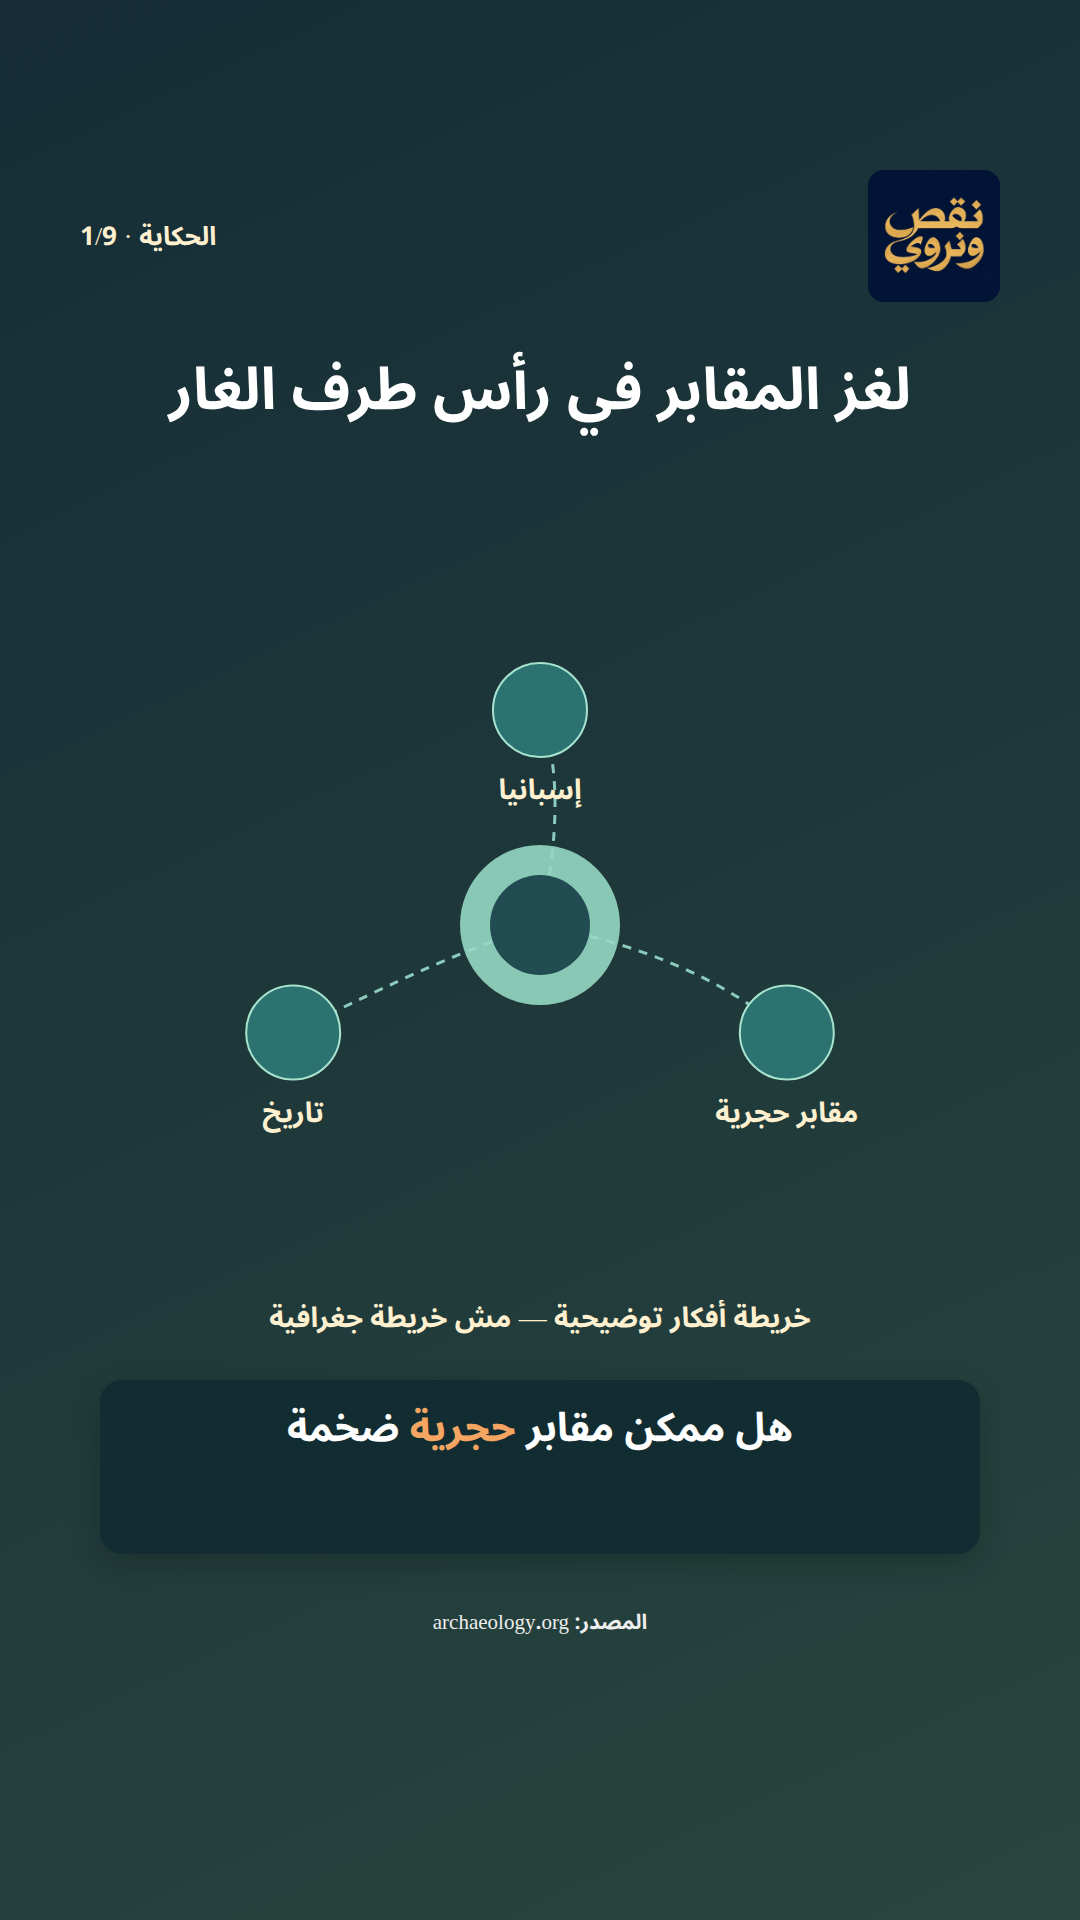 نقص
ونروي
الحكاية · 1/9
لغز المقابر في رأس طرف الغار
إسبانيا
تاريخ
مقابر حجرية
خريطة أفكار توضيحية — مش خريطة جغرافية
هل ممكن مقابر حجرية ضخمة
المصدر: archaeology.org